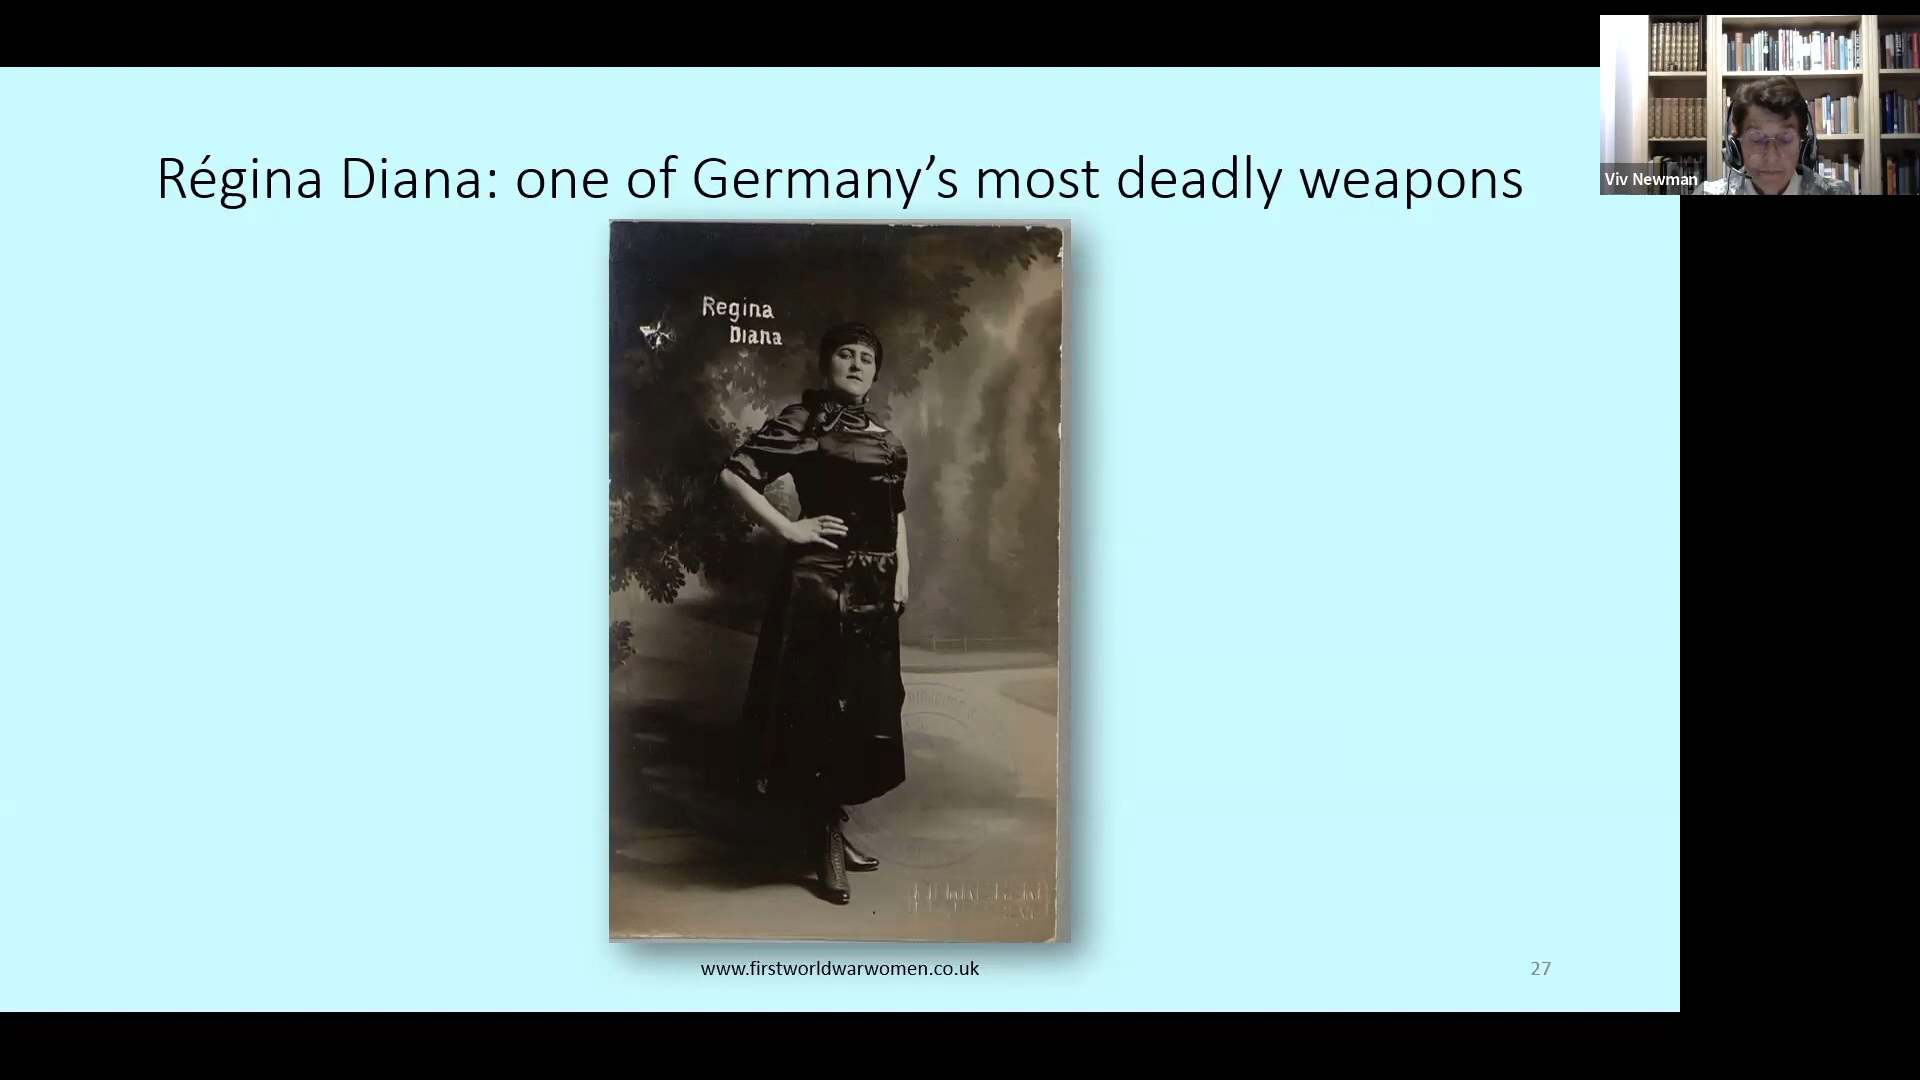 Régina Diana: one of Germany's most deadly weapons
Viv Newman
Regina
Diana
www.firstworldwarwomen.co.uk
27